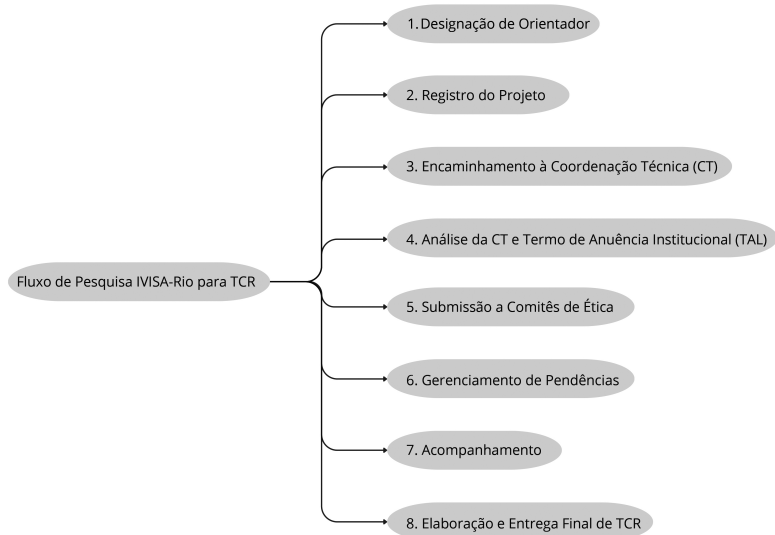 1.Designação de Orientador
2. Registro do Projeto
3. Encaminhamento à Coordenação Técnica (CT)
4. Análise da CT e Termo de Anuência Institucional (TAL)
Fluxo de Pesquisa IVISA-Rio para TCR
5. Submissão a Comitês de Ética
6. Gerenciamento de Pendências
7. Acompanhamento
8. Elaboração e Entrega Final de TCR